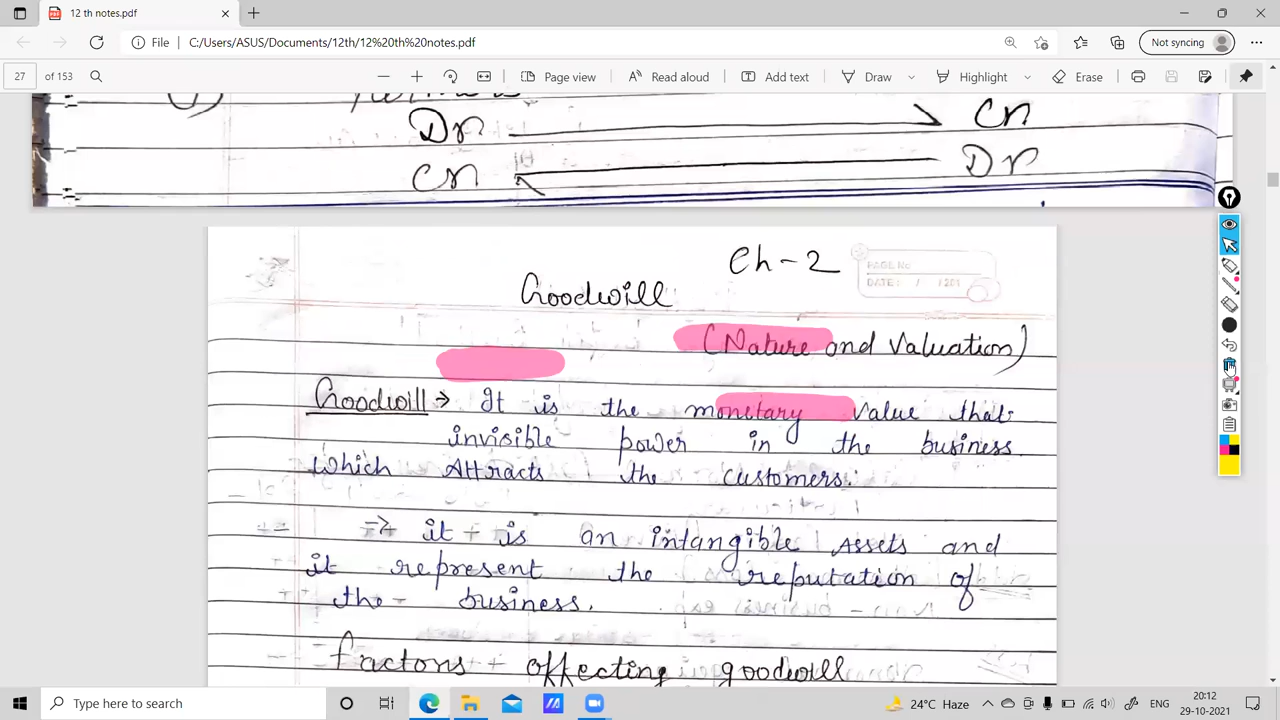 12 th notes.pdf
File C:/Users/ASUS/Documents/12th/12%20th%20notes.pdf Not syncing
27 of 153 Page view Read aloud Add text Draw Highlight Erase
Dr Cr
Cr Dr
Ch-2
PAGE NO
DATE: / /201
Goodwill
(Nature and Valuation)
Goodwill → It is the monetary value that
invisible power in the business
which Attracts the customers.
⇒ it is an intangible Assets and
it represent the reputation of
the business.
factors affecting goodwill
Type here to search 24°C Haze ENG 20:12
29-10-2021